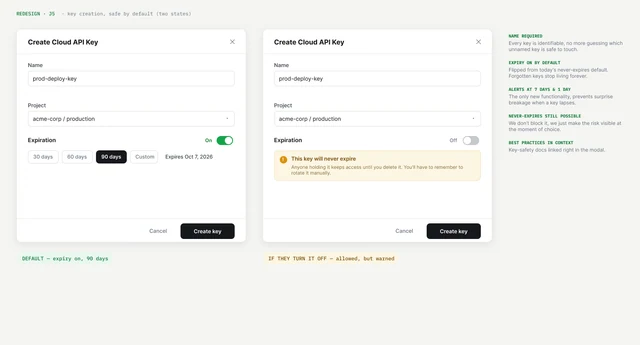 REDESIGN · JS · key creation, safe by default (two states)
Create Cloud API Key
Name
prod-deploy-key
Project
acme-corp / production
Expiration
On
30 days
60 days
90 days
Custom
Expires Oct 7, 2026
Cancel
Create key
DEFAULT — expiry on, 90 days
Create Cloud API Key
Name
prod-deploy-key
Project
acme-corp / production
Expiration
Off
This key will never expire
Anyone holding it keeps access until you delete it. You'll have to remember to
rotate it manually.
Cancel
Create key
IF THEY TURN IT OFF — allowed, but warned
NAME REQUIRED
Every key is identifiable, no more guessing which
unnamed key is safe to touch.
EXPIRY ON BY DEFAULT
Flipped from today's never-expires default.
Forgotten keys stop living forever.
ALERTS AT 7 DAYS & 1 DAY
The only new functionality, prevents surprise
breakage when a key lapses.
NEVER-EXPIRES STILL POSSIBLE
We don't block it, we just make the risk visible at
the moment of choice.
BEST PRACTICES IN CONTEXT
Key-safety docs linked right in the modal.